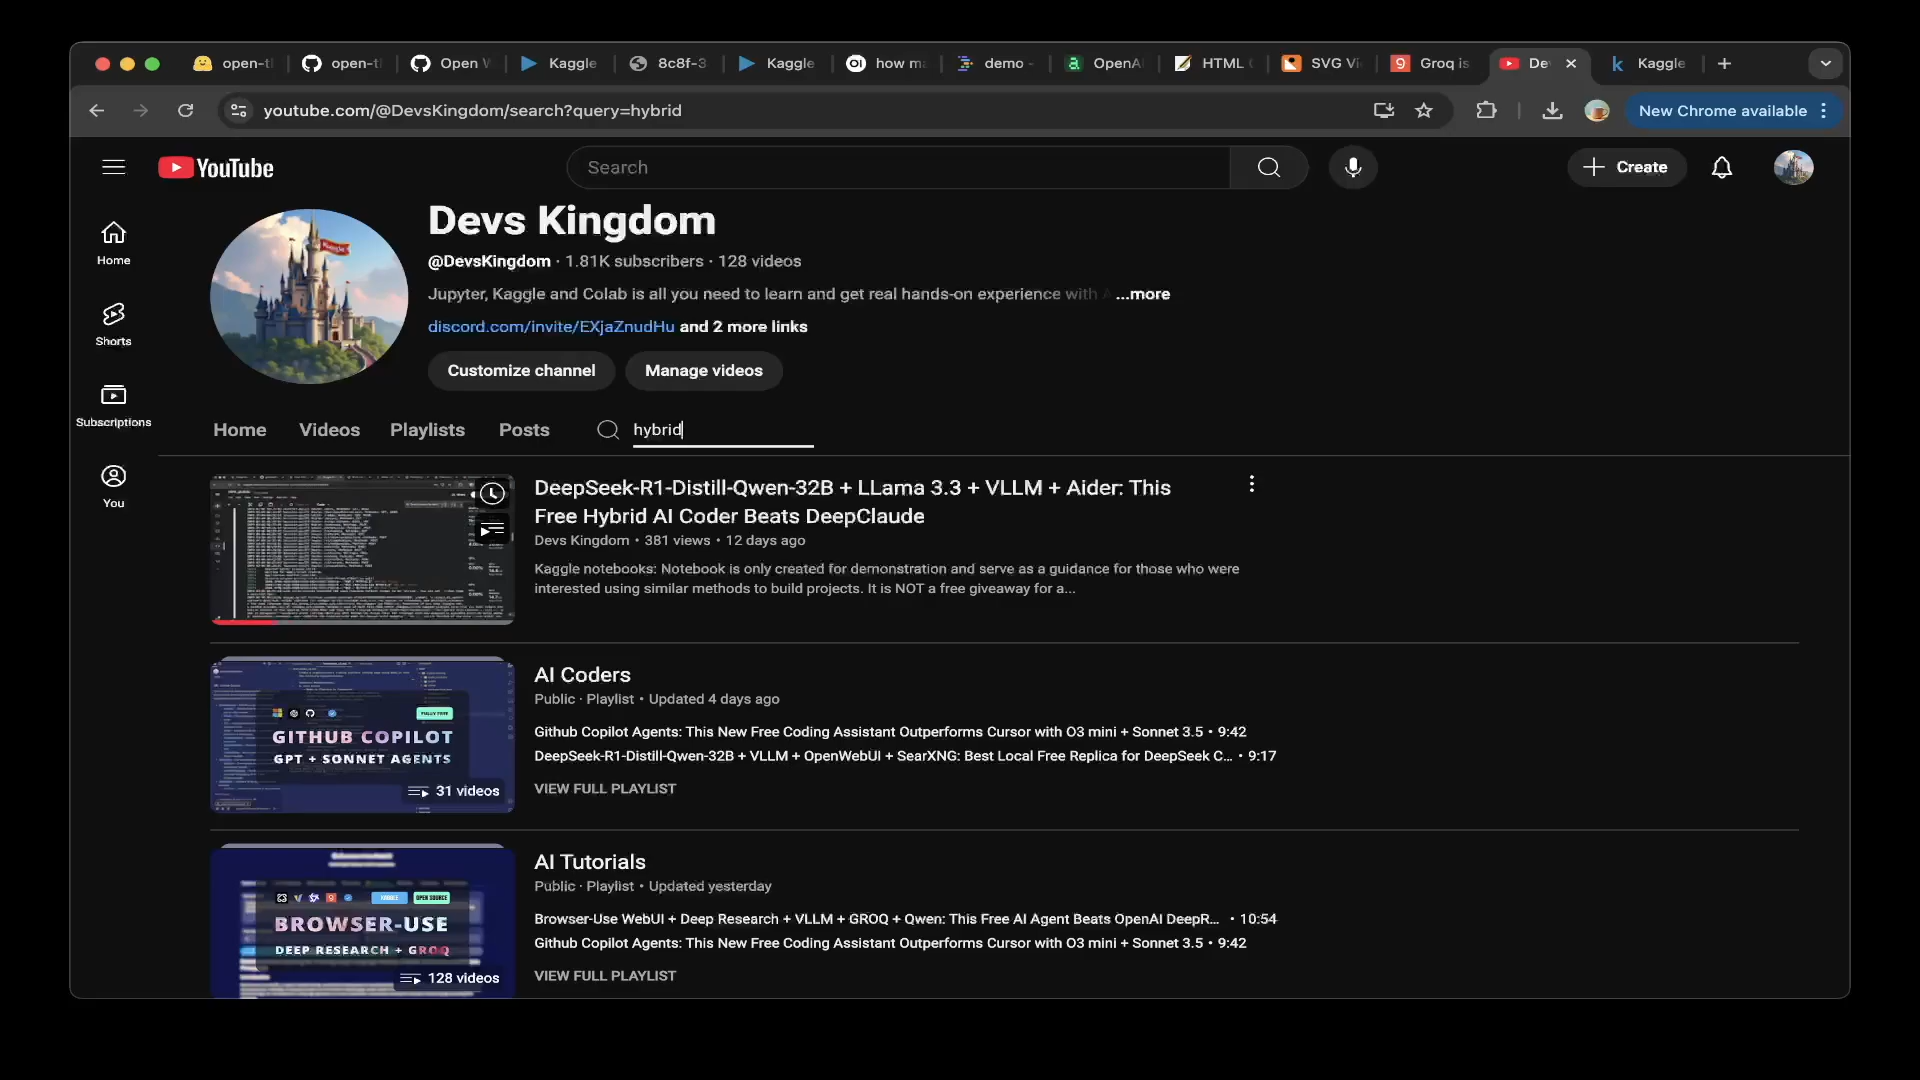 open-t
open-t
Open W
Kaggle
8c8f-3
Kaggle
how m
demo -
OpenA
HTML
SVG Vi
Groq is
De
Kaggle
youtube.com/@DevsKingdom/search?query=hybrid
New Chrome available
YouTube
Search
Create
Devs Kingdom
@DevsKingdom · 1.81K subscribers · 128 videos
Jupyter, Kaggle and Colab is all you need to learn and get real hands-on experience with ...more
discord.com/invite/EXjaZnudHu and 2 more links
Customize channel
Manage videos
Home
Shorts
Subscriptions
You
Home
Videos
Playlists
Posts
hybrid
DeepSeek-R1-Distill-Qwen-32B + LLama 3.3 + VLLM + Aider: This
Free Hybrid AI Coder Beats DeepClaude
Devs Kingdom • 381 views • 12 days ago
Kaggle notebooks: Notebook is only created for demonstration and serve as a guidance for those who were
interested using similar methods to build projects. It is NOT a free giveaway for a...
FULLY FREE
GITHUB COPILOT
GPT + SONNET AGENTS
31 videos
AI Coders
Public · Playlist • Updated 4 days ago
Github Copilot Agents: This New Free Coding Assistant Outperforms Cursor with O3 mini + Sonnet 3.5 • 9:42
DeepSeek-R1-Distill-Qwen-32B + VLLM + OpenWebUI + SearXNG: Best Local Free Replica for DeepSeek C... • 9:17
VIEW FULL PLAYLIST
KAGGLE
OPEN SOURCE
BROWSER-USE
DEEP RESEARCH + GROQ
128 videos
AI Tutorials
Public · Playlist • Updated yesterday
Browser-Use WebUI + Deep Research + VLLM + GROQ + Qwen: This Free AI Agent Beats OpenAI DeepR... • 10:54
Github Copilot Agents: This New Free Coding Assistant Outperforms Cursor with O3 mini + Sonnet 3.5 • 9:42
VIEW FULL PLAYLIST